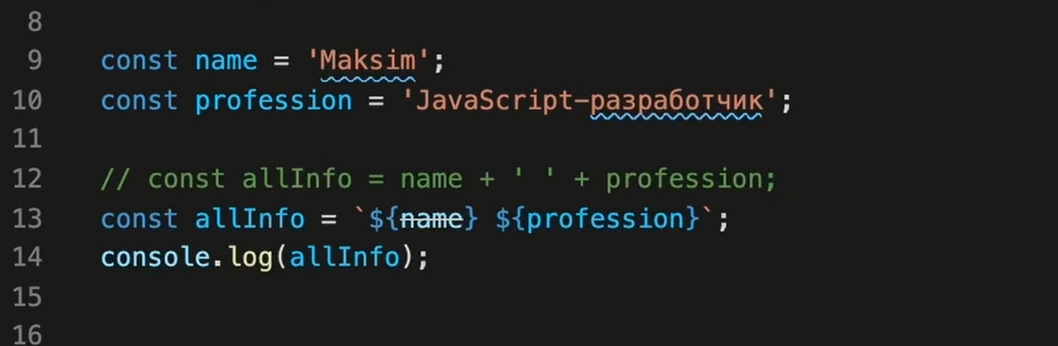 8
9 const name = 'Maksim';
10 const profession = 'JavaScript-разработчик';
11
12 // const allInfo = name + ' ' + profession;
13 const allInfo = `${name} ${profession}`;
14 console.log(allInfo);
15
16